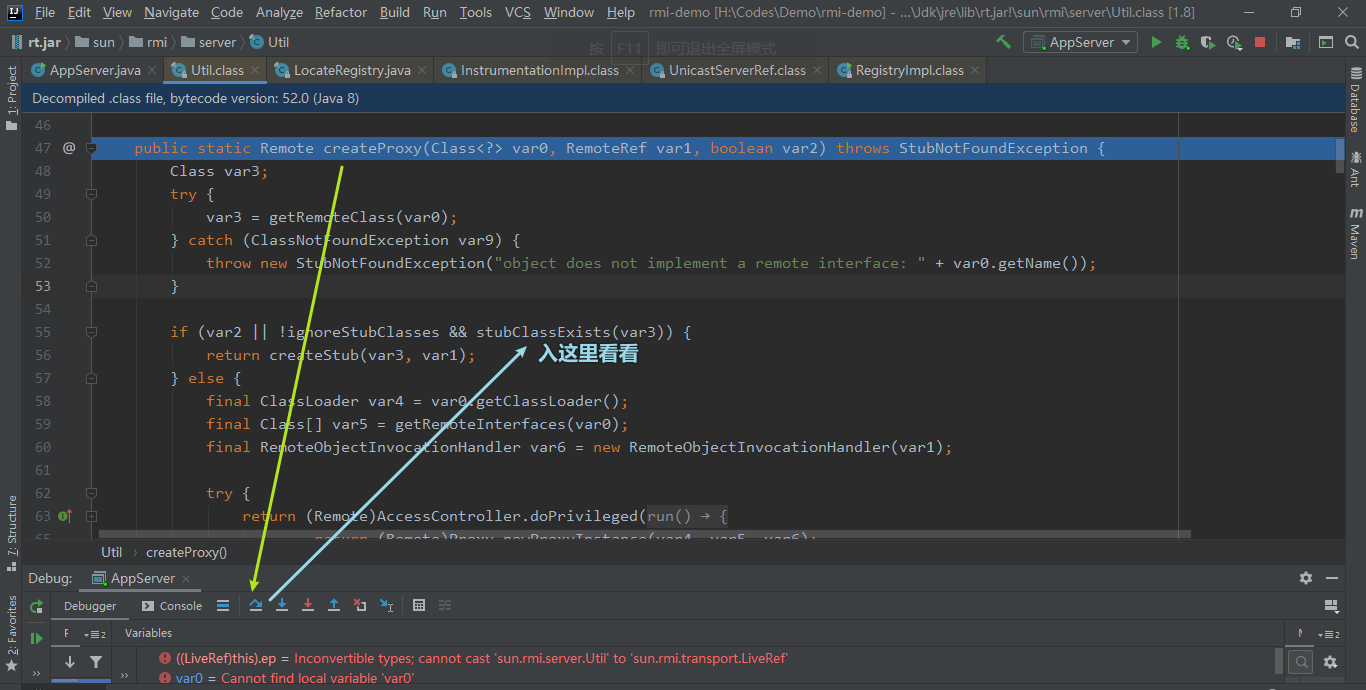 File Edit View Navigate Code Analyze Refactor Build Run Tools VCS Window Help rmi-demo [H:\Codes\Demo\rmi-demo] - ...\Jdk\jre\lib\rt.jar!\sun\rmi\server\Util.class [1.8]
rt.jar sun rmi server Util
按 F11 即可退出全屏模式
AppServer
AppServer.java Util.class LocateRegistry.java InstrumentationImpl.class UnicastServerRef.class RegistryImpl.class
Decompiled .class file, bytecode version: 52.0 (Java 8)
1: Project
7: Structure
2: Favorites
Database
Ant
m Maven
46
47 @ public static Remote createProxy(Class<?> var0, RemoteRef var1, boolean var2) throws StubNotFoundException {
48 Class var3;
49 try {
50 var3 = getRemoteClass(var0);
51 } catch (ClassNotFoundException var9) {
52 throw new StubNotFoundException("object does not implement a remote interface: " + var0.getName());
53 }
54
55 if (var2 || !ignoreStubClasses && stubClassExists(var3)) {
56 return createStub(var3, var1);
入这里看看
57 } else {
58 final ClassLoader var4 = var0.getClassLoader();
59 final Class[] var5 = getRemoteInterfaces(var0);
60 final RemoteObjectInvocationHandler var6 = new RemoteObjectInvocationHandler(var1);
61
62 try {
63 return (Remote)AccessController.doPrivileged(run() → {
65 return (Remote)Proxy.newProxyInstance(var4, var5, var6);
Util createProxy()
Debug: AppServer
Debugger Console
F Variables
((LiveRef)this).ep = Inconvertible types; cannot cast 'sun.rmi.server.Util' to 'sun.rmi.transport.LiveRef'
var0 = Cannot find local variable 'var0'